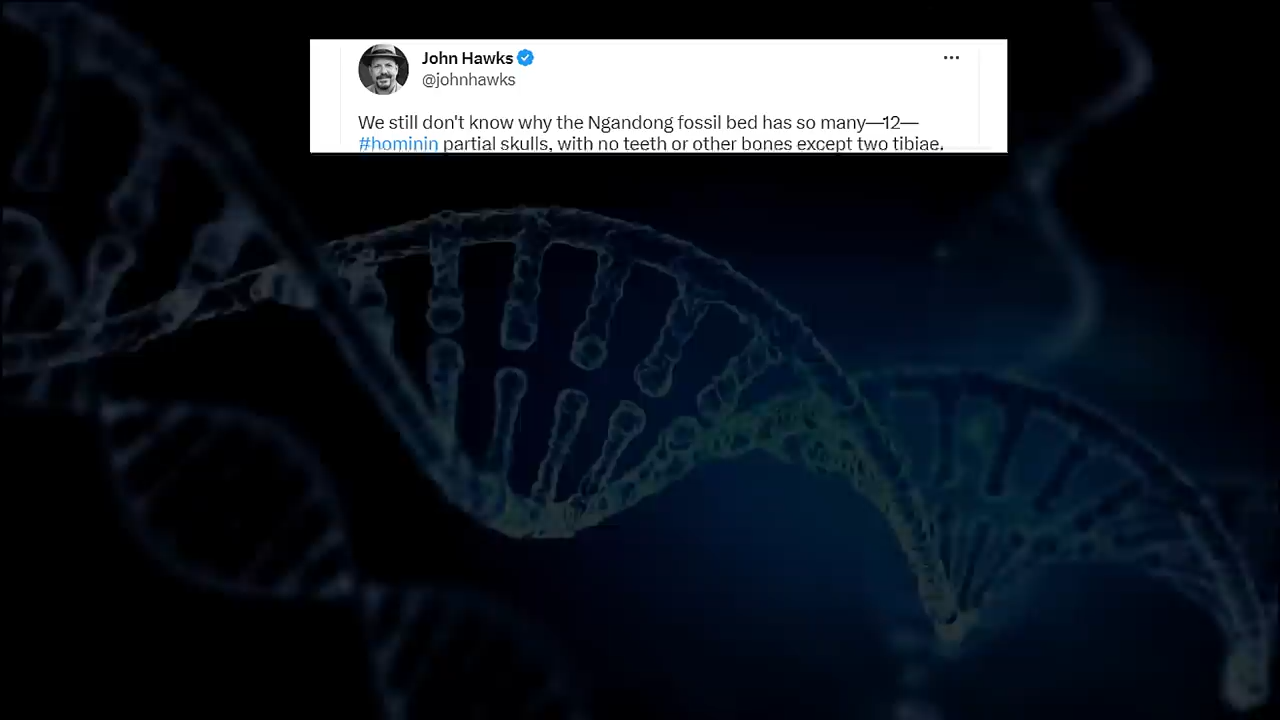 John Hawks
@johnhawks
We still don't know why the Ngandong fossil bed has so many—12—
#hominin partial skulls, with no teeth or other bones except two tibiae.